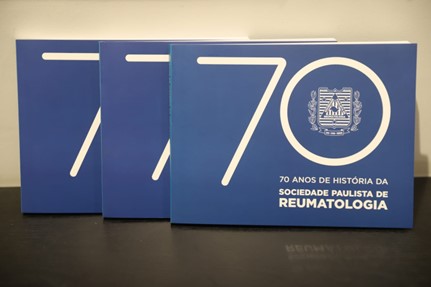 70
70 ANOS DE HISTÓRIA DA
SOCIEDADE PAULISTA DE
REUMATOLOGIA